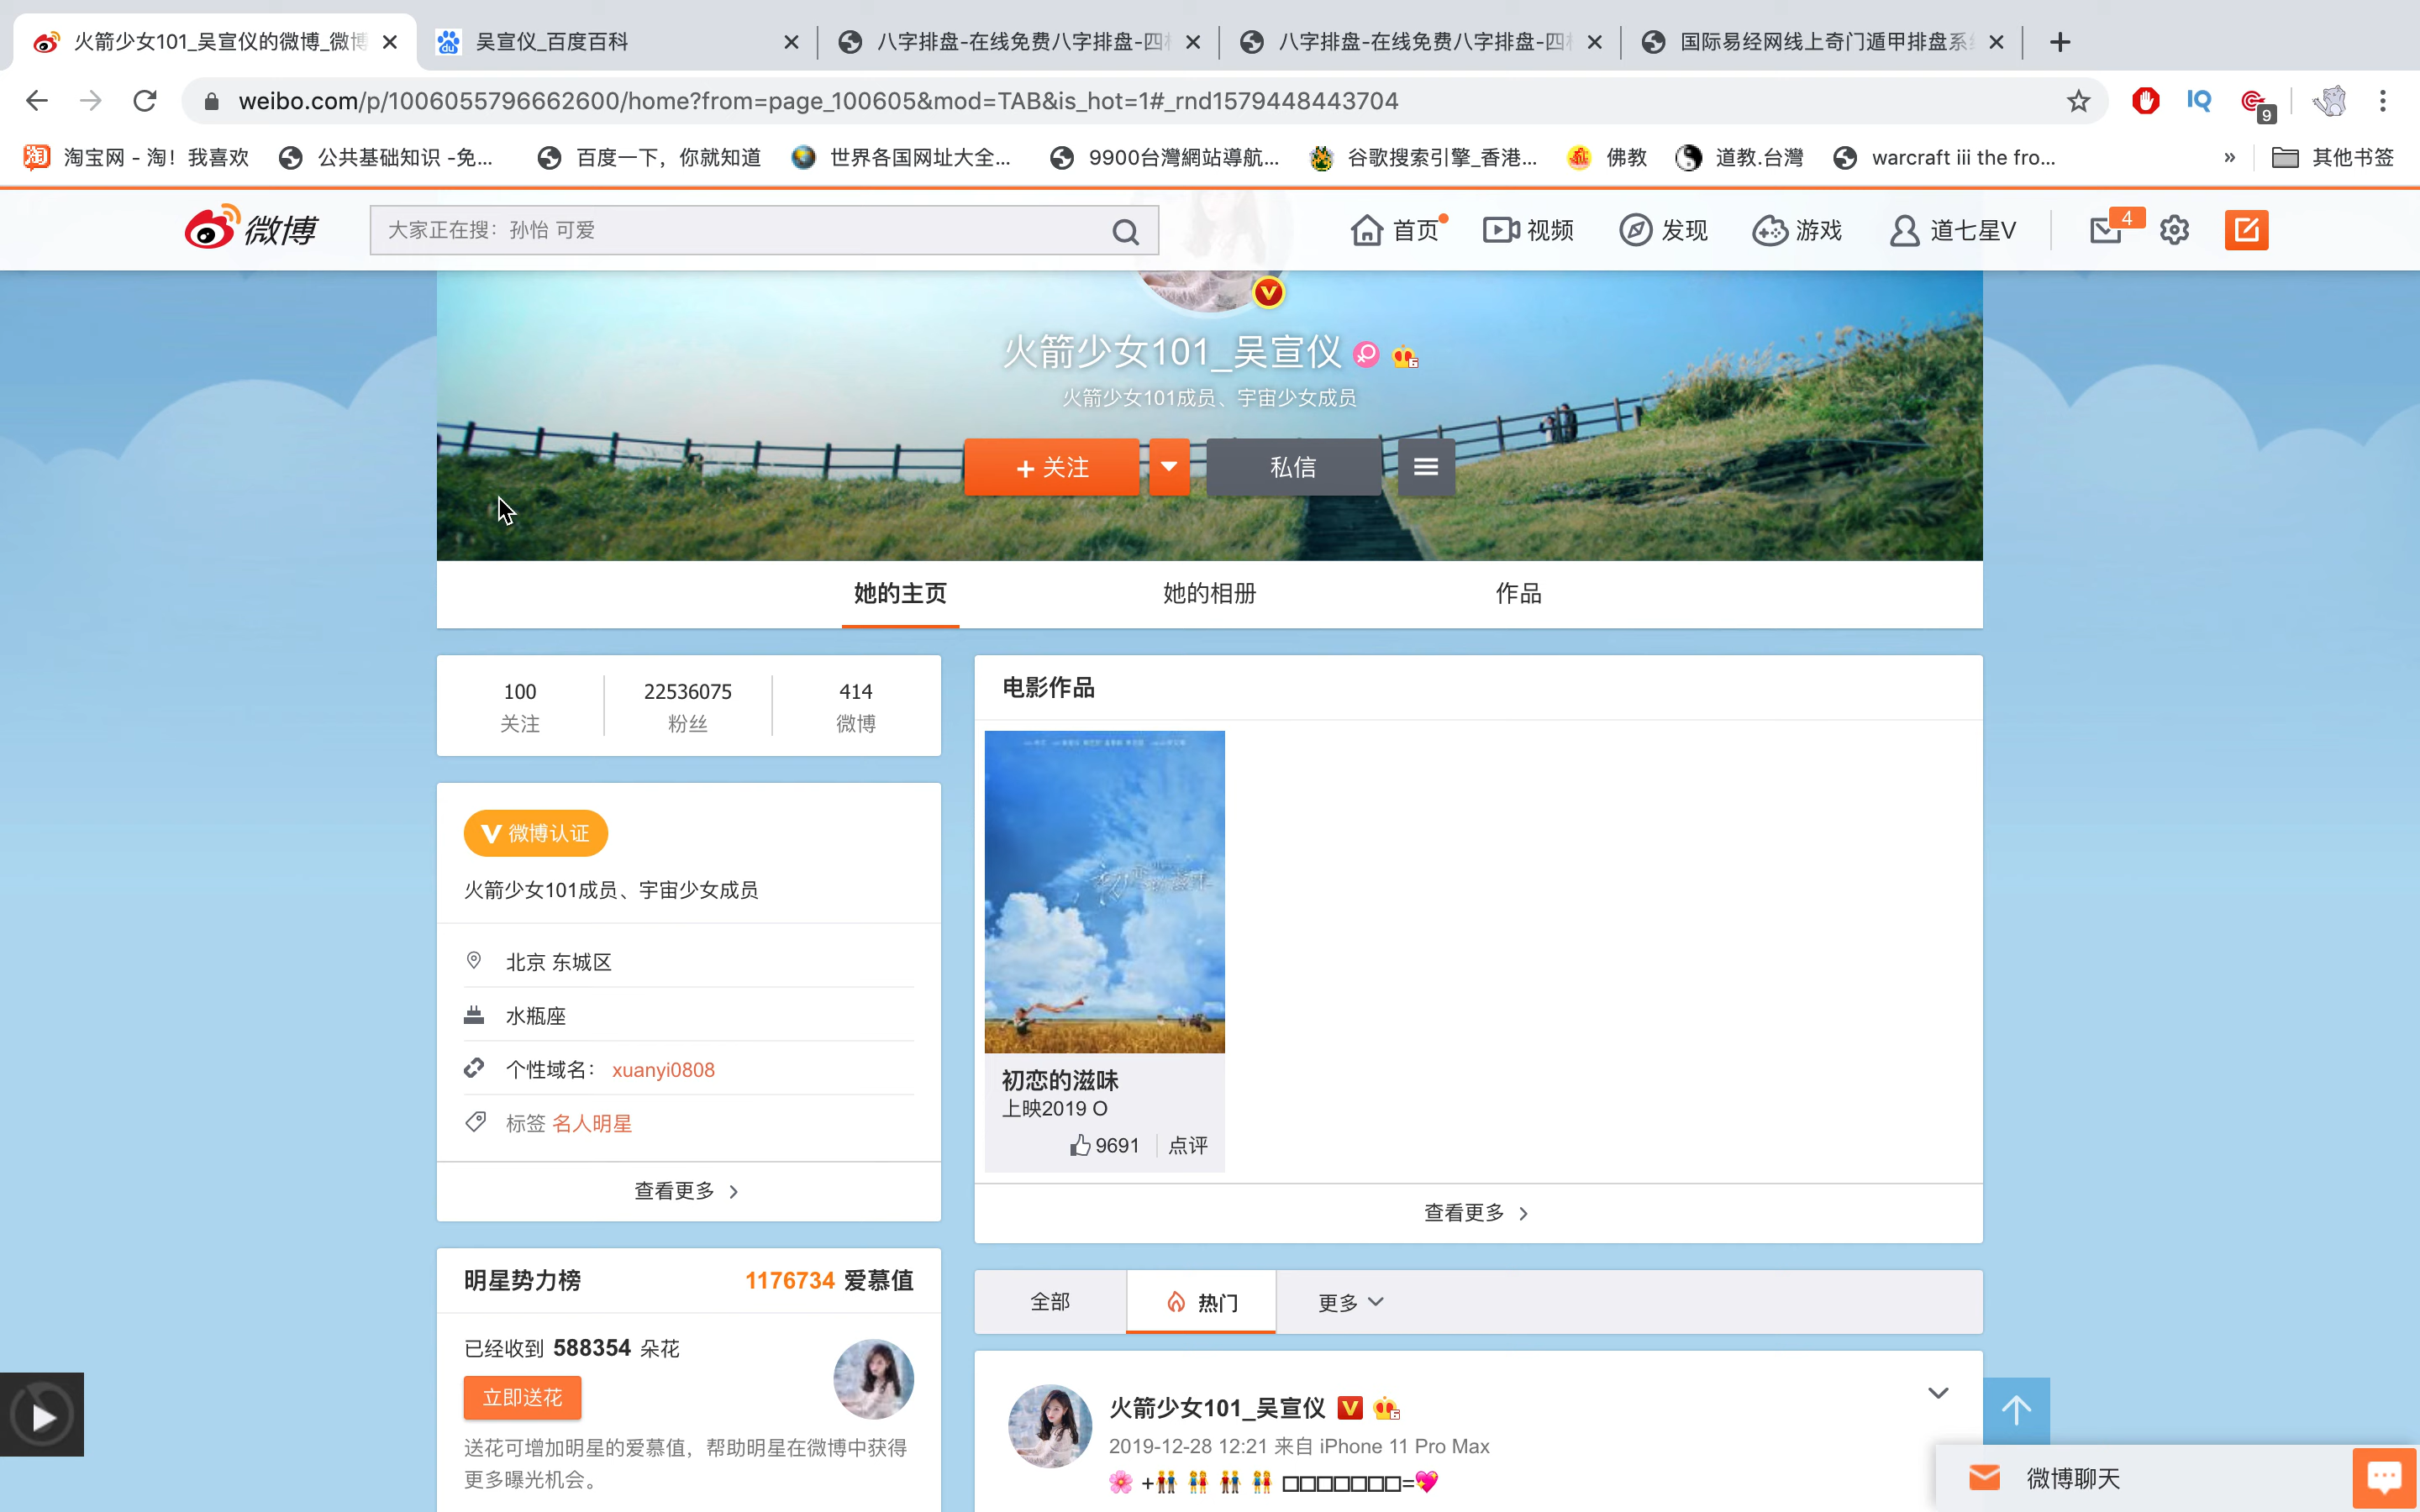 火箭少女101_吴宣仪的微博_微博
吴宣仪_百度百科
八字排盘-在线免费八字排盘-四柱
八字排盘-在线免费八字排盘-四柱
国际易经网线上奇门遁甲排盘系统
weibo.com/p/1006055796662600/home?from=page_100605&mod=TAB&is_hot=1#_rnd1579448443704
IQ
9
淘宝网 - 淘！我喜欢
公共基础知识 -免...
百度一下，你就知道
世界各国网址大全...
9900台灣網站導航...
谷歌搜索引擎_香港...
佛教
道教.台灣
warcraft iii the fro...
»
其他书签
微博
大家正在搜：孙怡 可爱
首页
视频
发现
游戏
道七星V
4
火箭少女101_吴宣仪
火箭少女101成员、宇宙少女成员
+ 关注
私信
她的主页
她的相册
作品
100
关注
22536075
粉丝
414
微博
电影作品
V 微博认证
火箭少女101成员、宇宙少女成员
北京 东城区
水瓶座
个性域名： xuanyi0808
标签 名人明星
查看更多 >
初恋的滋味
上映2019 O
9691
点评
查看更多 >
明星势力榜
1176734 爱慕值
已经收到 588354 朵花
立即送花
送花可增加明星的爱慕值，帮助明星在微博中获得
更多曝光机会。
全部
热门
更多
火箭少女101_吴宣仪
2019-12-28 12:21 来自 iPhone 11 Pro Max
🌸 +👬 👭 👬 👭 □□□□□□□=💖
微博聊天